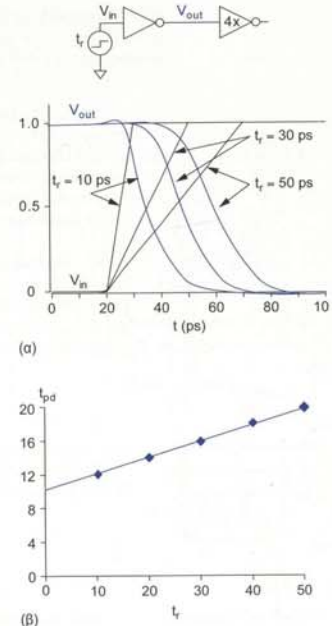 V_in V_out
t_r 4x
V_out
1.0
t_r = 30 ps
t_r = 10 ps
t_r = 50 ps
0.5
V_in
0
0 20 40 60 80 10
t (ps)
(α)
t_pd
20
16
12
8
4
0
0 10 20 30 40 50
t_r
(β)